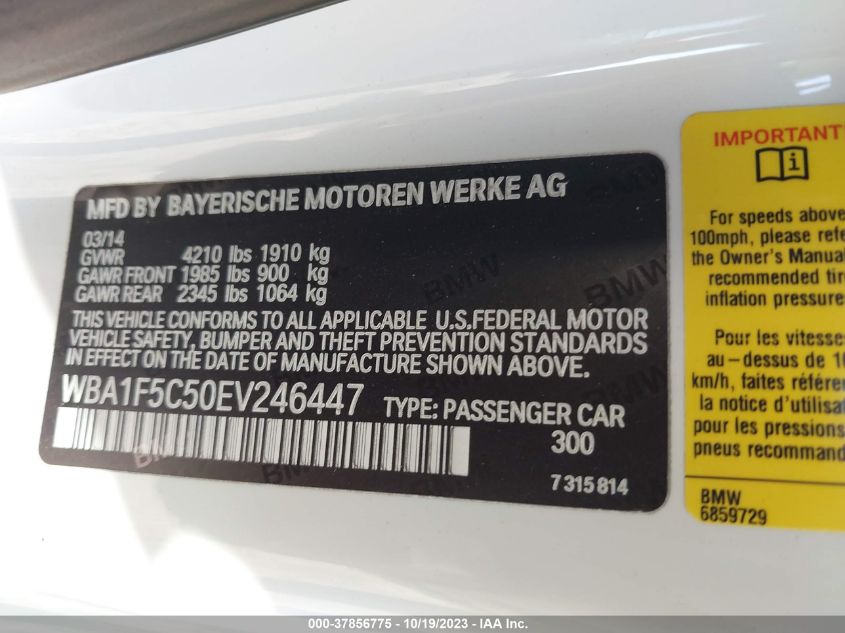 MFD BY BAYERISCHE MOTOREN WERKE AG
03/14
GVWR 4210 lbs 1910 kg
GAWR FRONT 1985 lbs 900 kg
GAWR REAR 2345 lbs 1064 kg
THIS VEHICLE CONFORMS TO ALL APPLICABLE U.S.FEDERAL MOTOR
VEHICLE SAFETY, BUMPER AND THEFT PREVENTION STANDARDS
IN EFFECT ON THE DATE OF MANUFACTURE SHOWN ABOVE.
WBA1F5C50EV246447 TYPE: PASSENGER CAR
300
7 315 814
IMPORTANT
i
For speeds above
100mph, please refe
the Owner's Manual
recommended tir
inflation pressure
Pour les vitesse
au-dessus de 16
km/h, faites référe
la notice d'utilisat
pour les pressions
pneus recommand
BMW
6859729
000-37856775 - 10/19/2023 - IAA Inc.